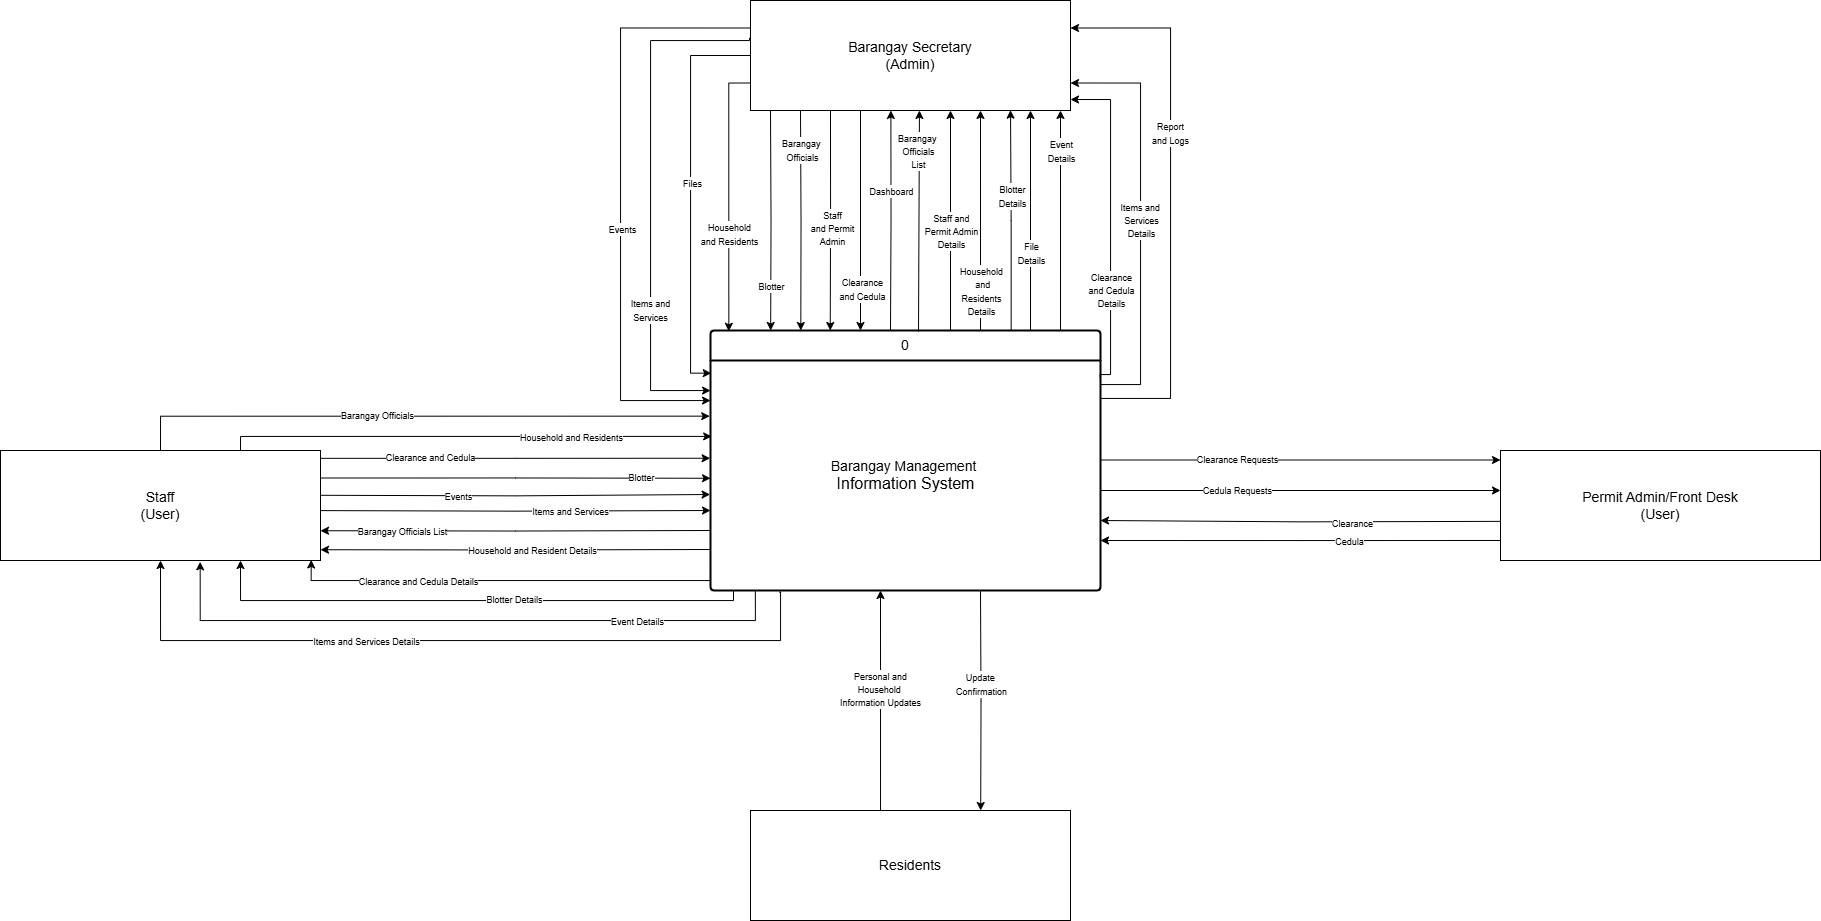 Barangay Secretary
(Admin)
Report
and Logs
Barangay
Officials
Barangay
Officials
List
Event
Details
Files
Dashboard
Blotter
Details
Items and
Services
Details
Events
Household
and Residents
Staff
and Permit
Admin
Staff and
Permit Admin
Details
File
Details
Items and
Services
Blotter
Clearance
and Cedula
Household
and
Residents
Details
Clearance
and Cedula
Details
0
Barangay Management
Information System
Barangay Officials
Household and Residents
Clearance and Cedula
Blotter
Events
Items and Services
Barangay Officials List
Household and Resident Details
Clearance and Cedula Details
Blotter Details
Event Details
Items and Services Details
Staff
(User)
Clearance Requests
Cedula Requests
Clearance
Cedula
Permit Admin/Front Desk
(User)
Personal and
Household
Information Updates
Update
Confirmation
Residents